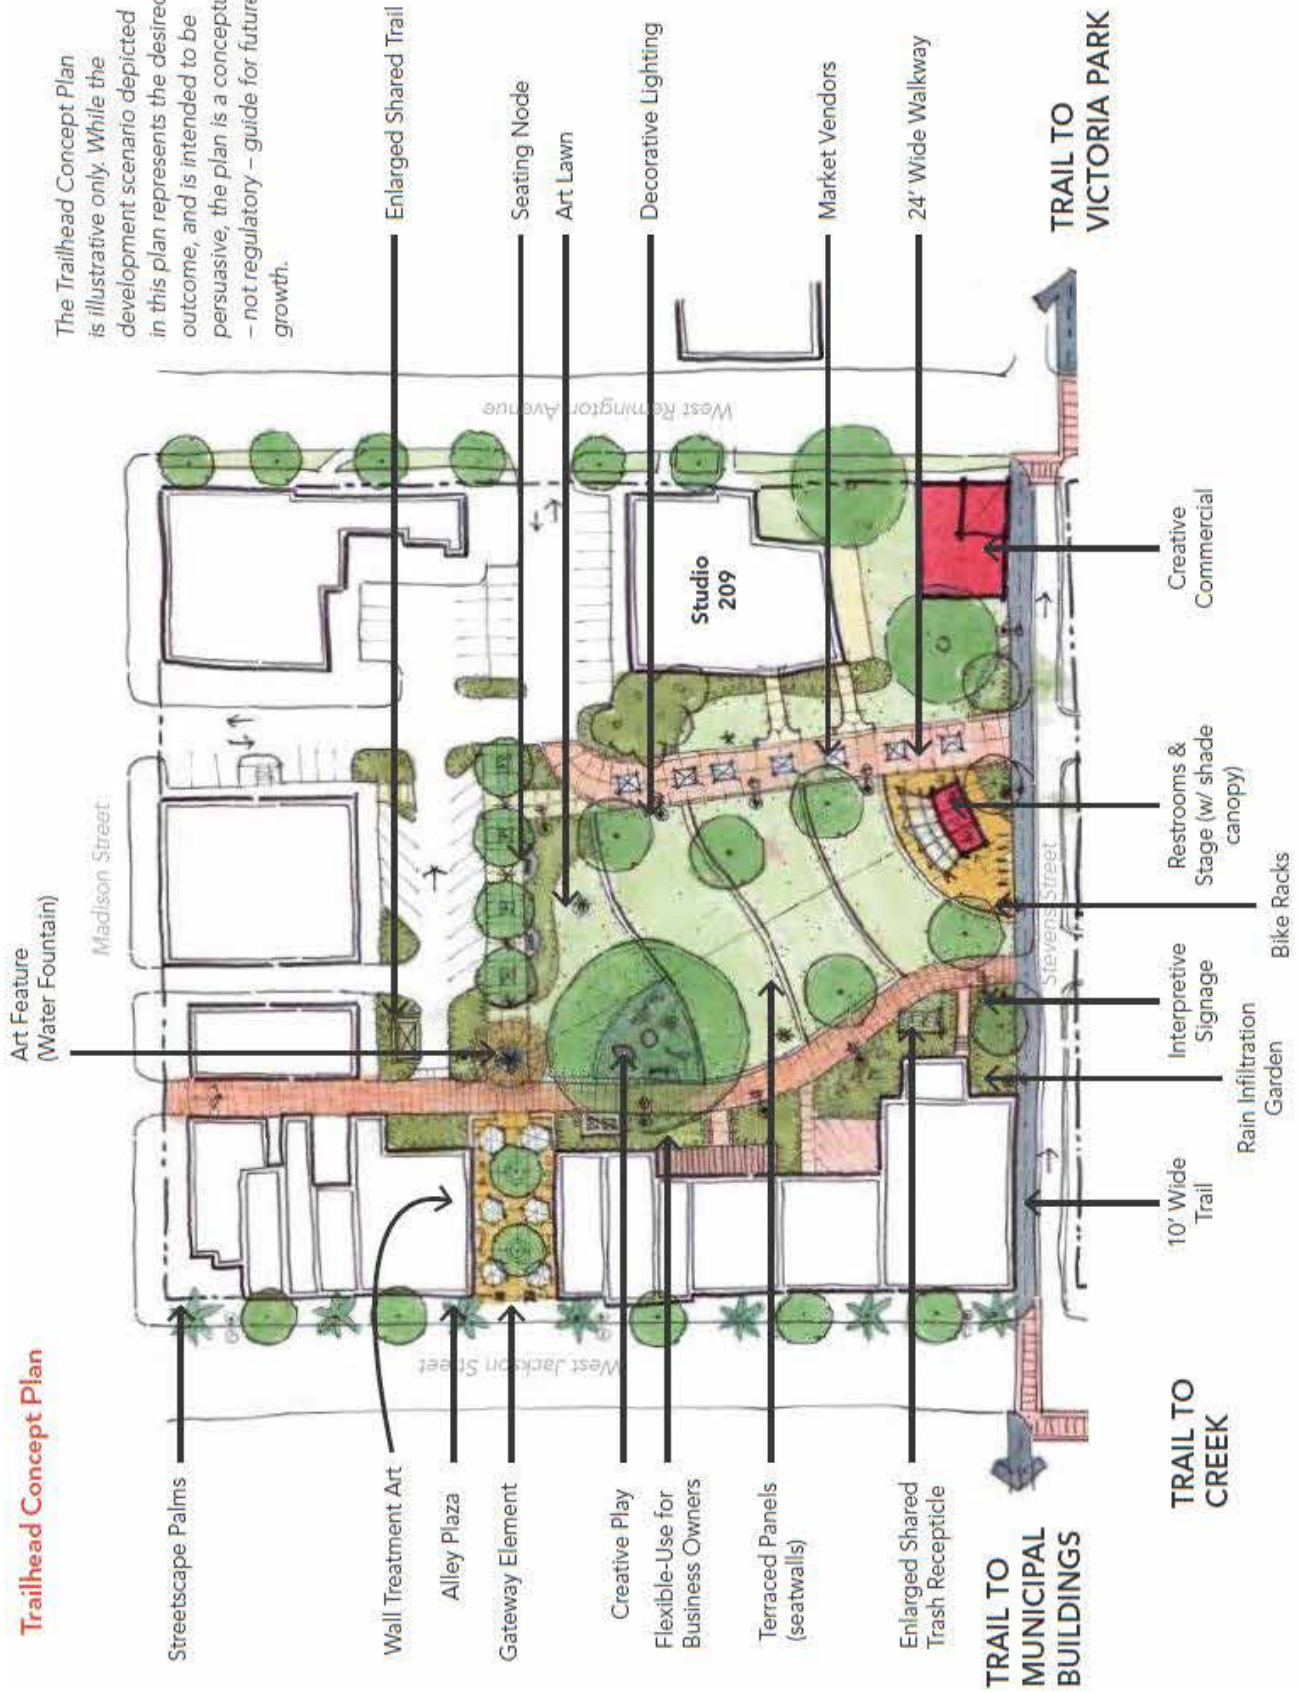 Trailhead Concept Plan
Art Feature
(Water Fountain)
The Trailhead Concept Plan
is illustrative only. While the
development scenario depicted
in this plan represents the desired
outcome, and is intended to be
persuasive, the plan is a conceptu
– not regulatory – guide for future
growth.
Madison Street
Streetscape Palms
Wall Treatment Art
Alley Plaza
Gateway Element
Creative Play
Flexible-Use for
Business Owners
Terraced Panels
(seatwalls)
Enlarged Shared
Trash Recepticle
West Jackson Street
Studio
209
West Remington Avenue
Enlarged Shared Trail
Seating Node
Art Lawn
Decorative Lighting
Market Vendors
24' Wide Walkway
Stevens Street
TRAIL TO
MUNICIPAL
BUILDINGS
TRAIL TO
CREEK
TRAIL TO
VICTORIA PARK
10' Wide
Trail
Rain Infiltration
Garden
Interpretive
Signage
Bike Racks
Restrooms &
Stage (w/ shade
canopy)
Creative
Commercial